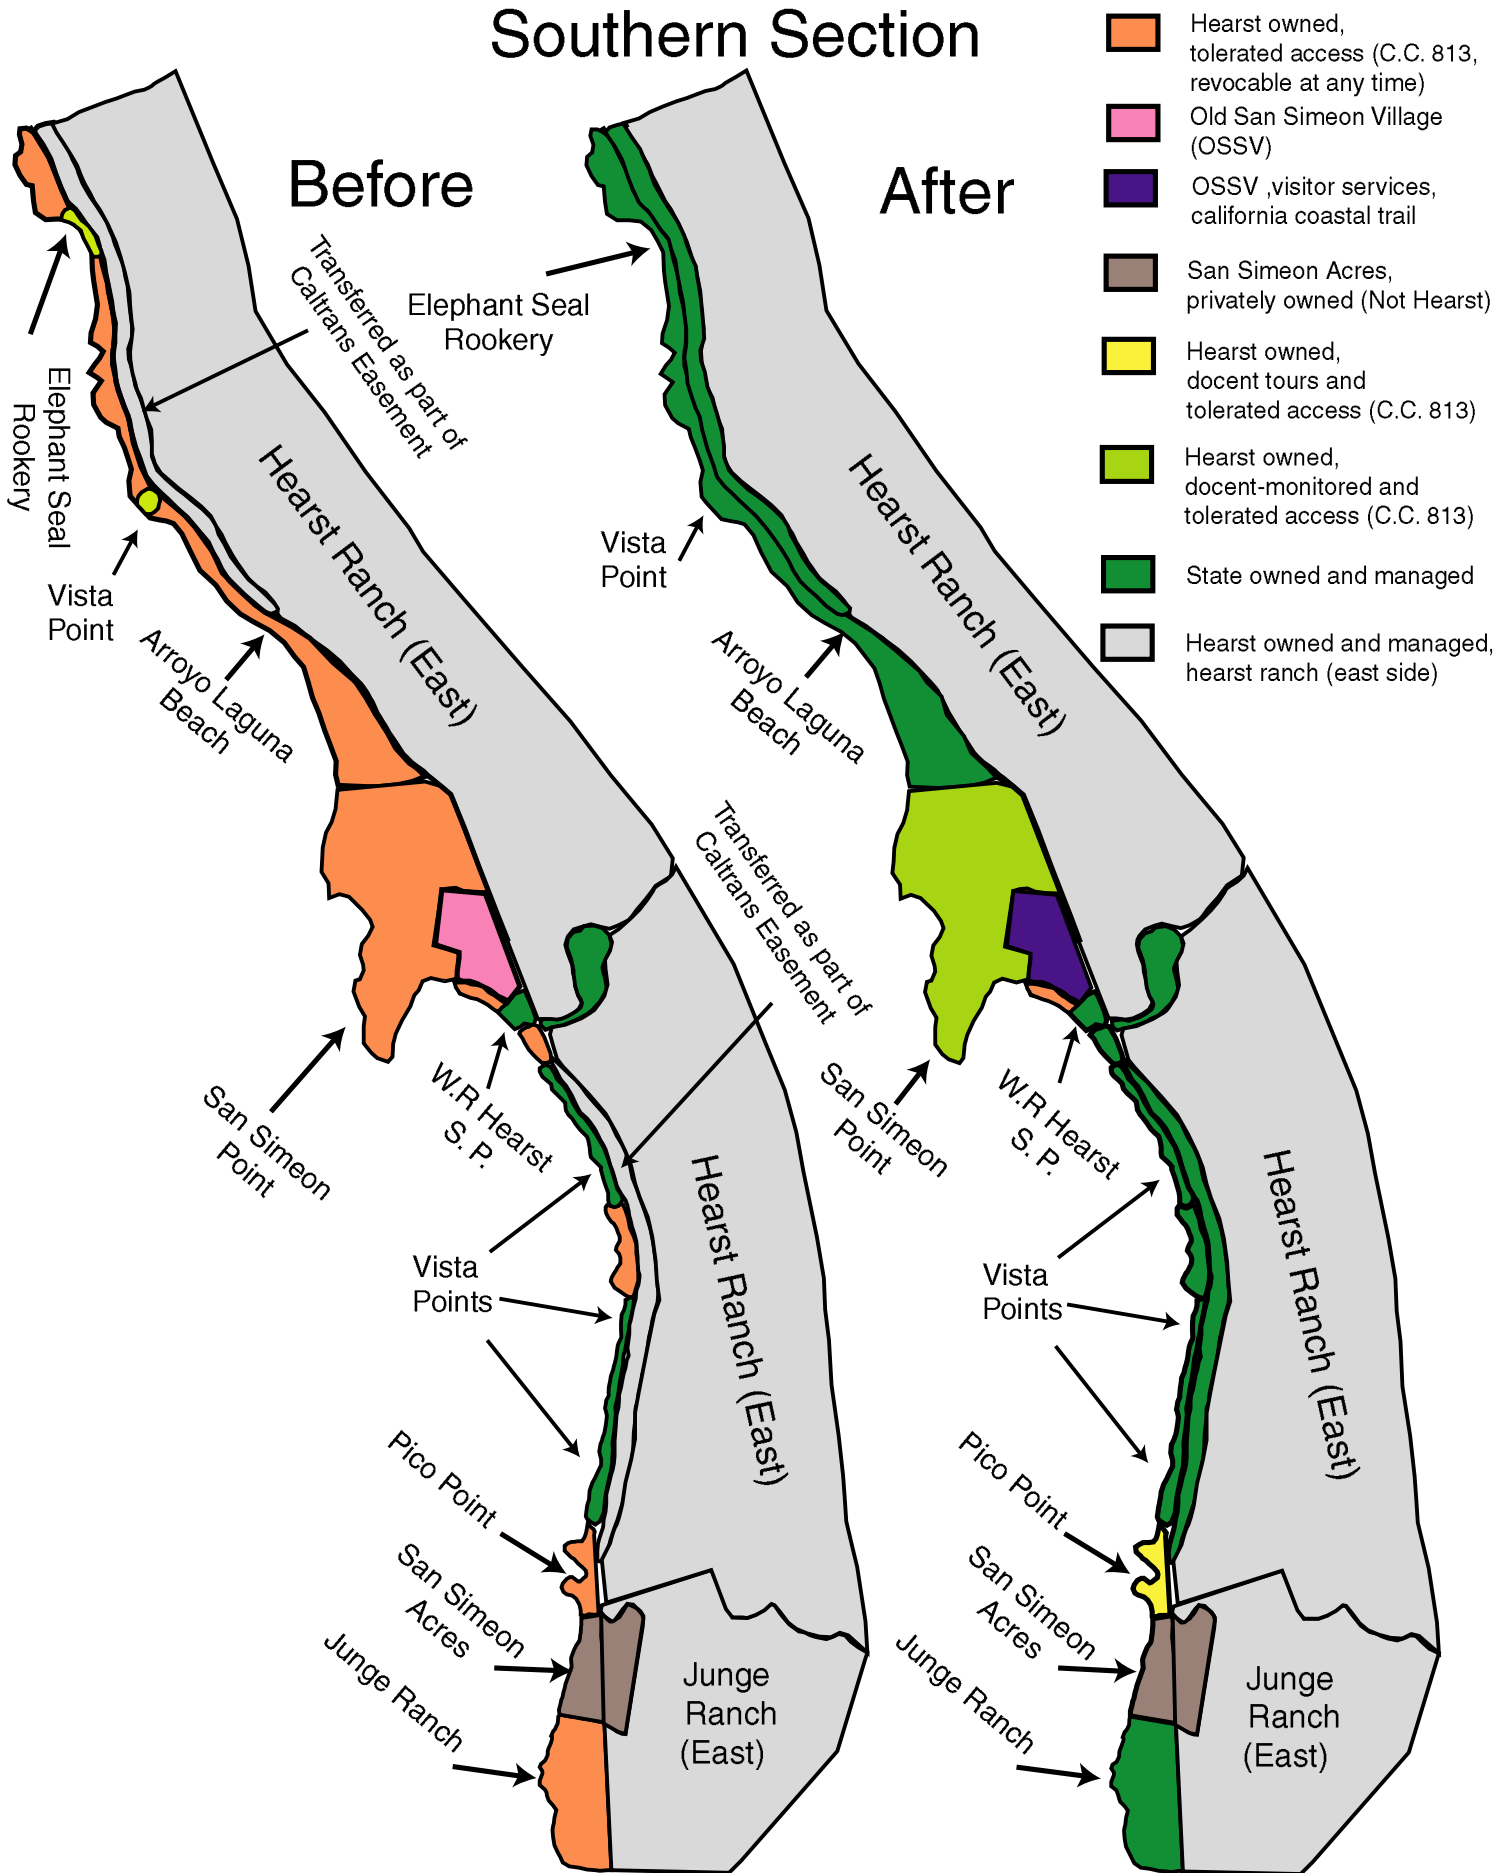 Southern Section
Before
After
Hearst owned,
tolerated access (C.C. 813,
revocable at any time)
Old San Simeon Village
(OSSV)
OSSV ,visitor services,
california coastal trail
San Simeon Acres,
privately owned (Not Hearst)
Hearst owned,
docent tours and
tolerated access (C.C. 813)
Hearst owned,
docent-monitored and
tolerated access (C.C. 813)
State owned and managed
Hearst owned and managed,
hearst ranch (east side)
Transferred as part of
Caltrans Easement
Elephant Seal
Rookery
Vista
Point
Arroyo Laguna
Beach
Hearst Ranch (East)
Transferred as part of
Caltrans Easement
San Simeon
Point
W.R Hearst
S. P.
Vista
Points
Hearst Ranch (East)
Pico Point
San Simeon
Acres
Junge Ranch
Junge
Ranch
(East)
Elephant Seal
Rookery
Vista
Point
Arroyo Laguna
Beach
Hearst Ranch (East)
San Simeon
Point
W.R Hearst
S. P.
Vista
Points
Hearst Ranch (East)
Pico Point
San Simeon
Acres
Junge Ranch
Junge
Ranch
(East)